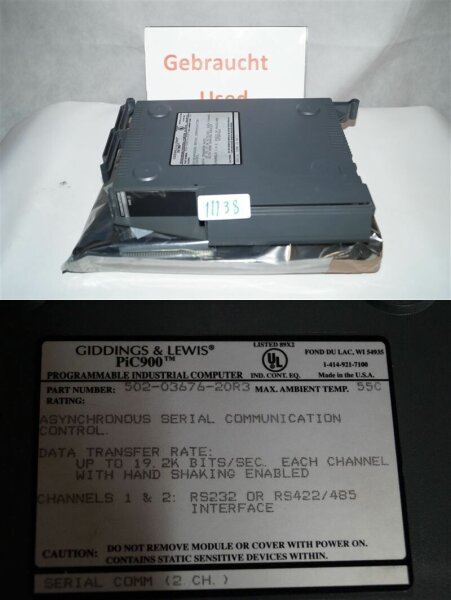 Gebraucht
Used
11738
GIDDINGS & LEWIS®
PiC900™
PROGRAMMABLE INDUSTRIAL COMPUTER
LISTED 89X2
UL
IND. CONT. EQ.
FOND DU LAC, WI 54935
1-414-921-7100
Made in the U.S.A.
PART NUMBER: 502-03676-20R3 MAX. AMBIENT TEMP. 55C
RATING:
ASYNCHRONOUS SERIAL COMMUNICATION
CONTROL.
DATA TRANSFER RATE:
UP TO 19.2K BITS/SEC. EACH CHANNEL
WITH HAND SHAKING ENABLED
CHANNELS 1 & 2: RS232 OR RS422/485
INTERFACE
CAUTION: DO NOT REMOVE MODULE OR COVER WITH POWER ON.
CONTAINS STATIC SENSITIVE DEVICES WITHIN.
SERIAL COMM (2 CH.)